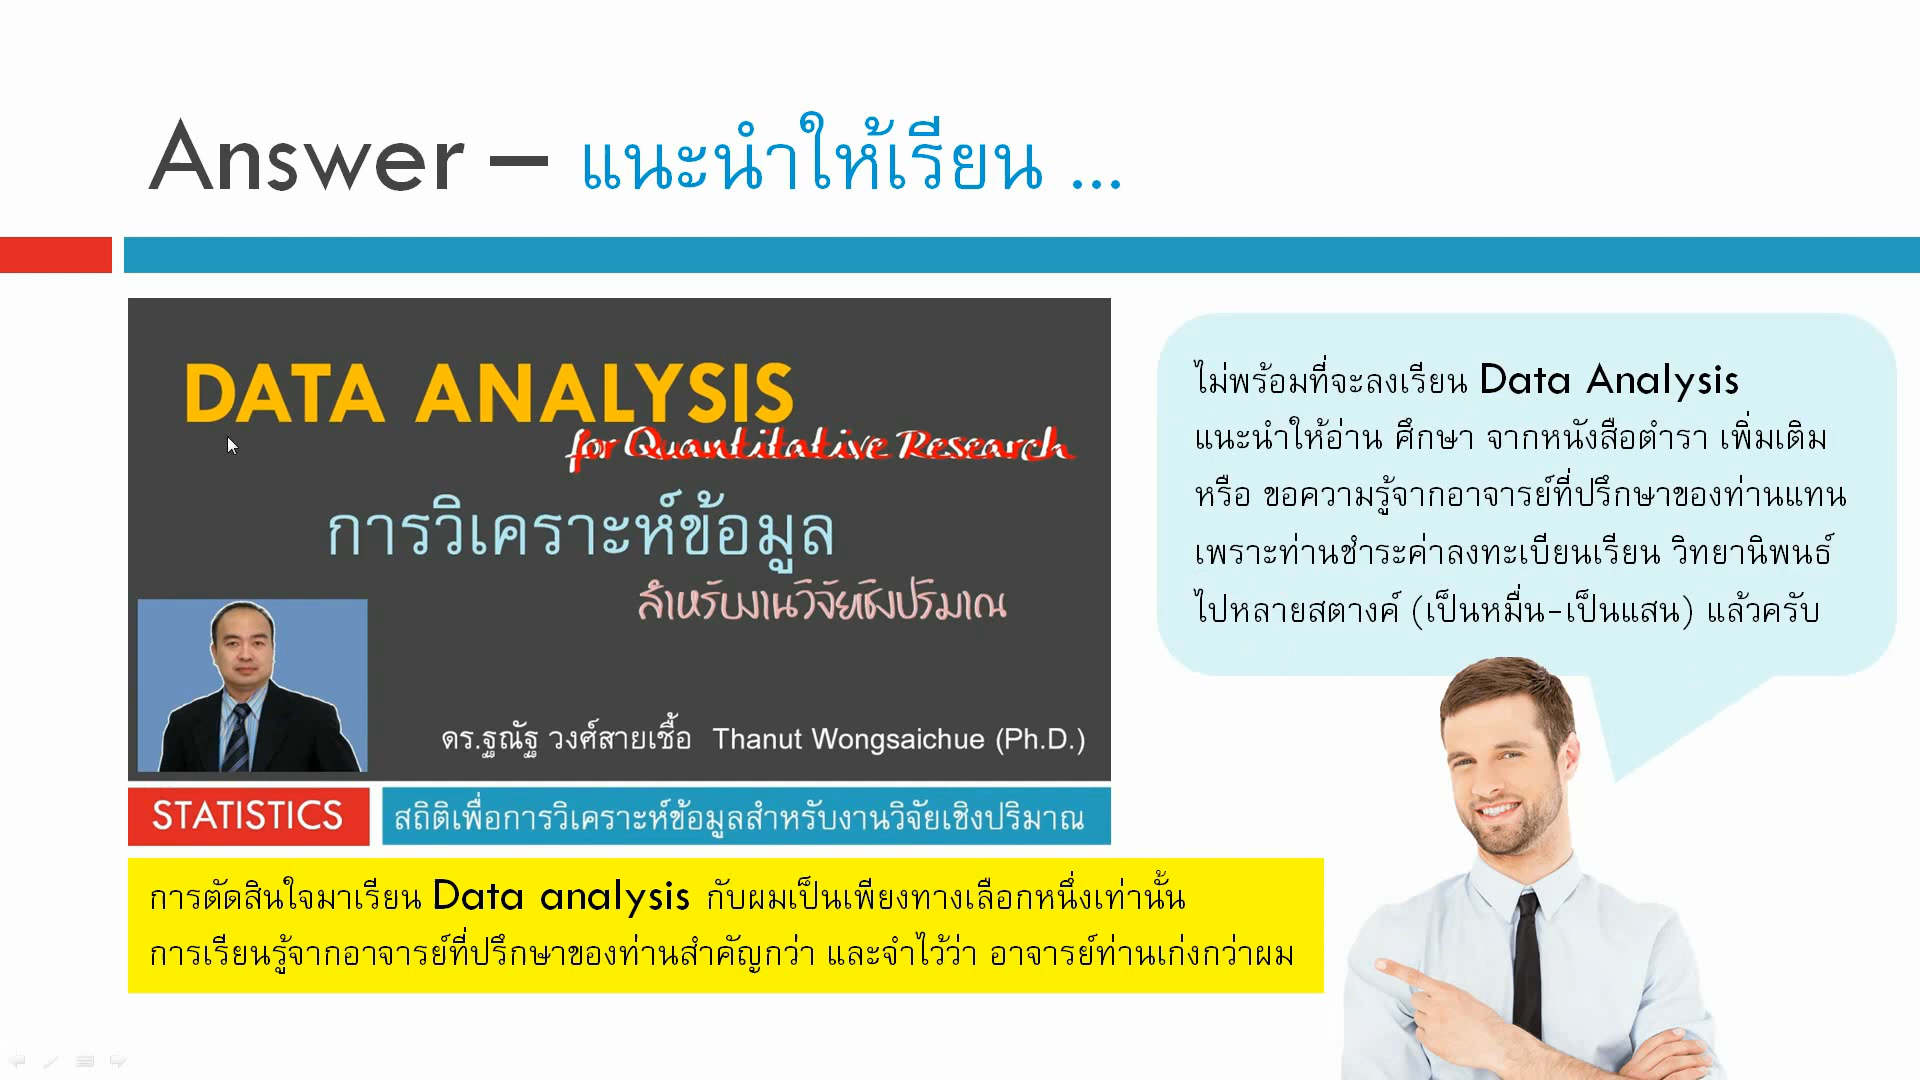 Answer – แนะนำให้เรียน ...
DATA ANALYSIS
for Quantitative Research
การวิเคราะห์ข้อมูล
สำหรับงานวิจัยเชิงปริมาณ
ดร.ฐณัฐ วงศ์สายเชื้อ Thanut Wongsaichue (Ph.D.)
STATISTICS
สถิติเพื่อการวิเคราะห์ข้อมูลสำหรับงานวิจัยเชิงปริมาณ
ไม่พร้อมที่จะลงเรียน Data Analysis
แนะนำให้อ่าน ศึกษา จากหนังสือตำรา เพิ่มเติม
หรือ ขอความรู้จากอาจารย์ที่ปรึกษาของท่านแทน
เพราะท่านชำระค่าลงทะเบียนเรียน วิทยานิพนธ์
ไปหลายสตางค์ (เป็นหมื่น-เป็นแสน) แล้วครับ
การตัดสินใจมาเรียน Data analysis กับผมเป็นเพียงทางเลือกหนึ่งเท่านั้น
การเรียนรู้จากอาจารย์ที่ปรึกษาของท่านสำคัญกว่า และจำไว้ว่า อาจารย์ท่านเก่งกว่าผม